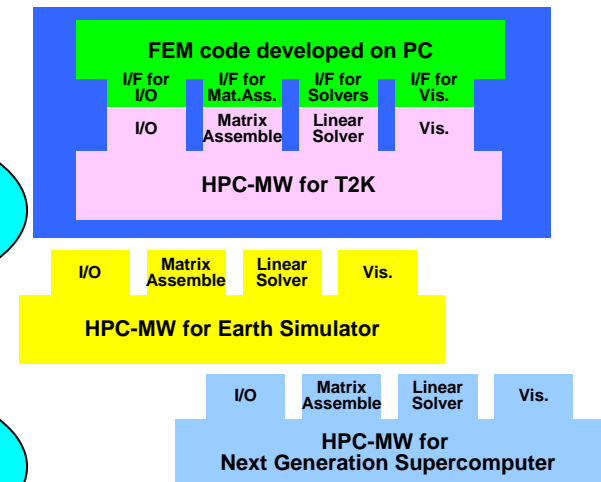 FEM code developed on PC
I/F for I/F for I/F for I/F for
I/O Mat.Ass. Solvers Vis.
I/O Matrix Assemble Linear Solver Vis.
HPC-MW for T2K
I/O Matrix Assemble Linear Solver Vis.
HPC-MW for Earth Simulator
I/O Matrix Assemble Linear Solver Vis.
HPC-MW for
Next Generation Supercomputer